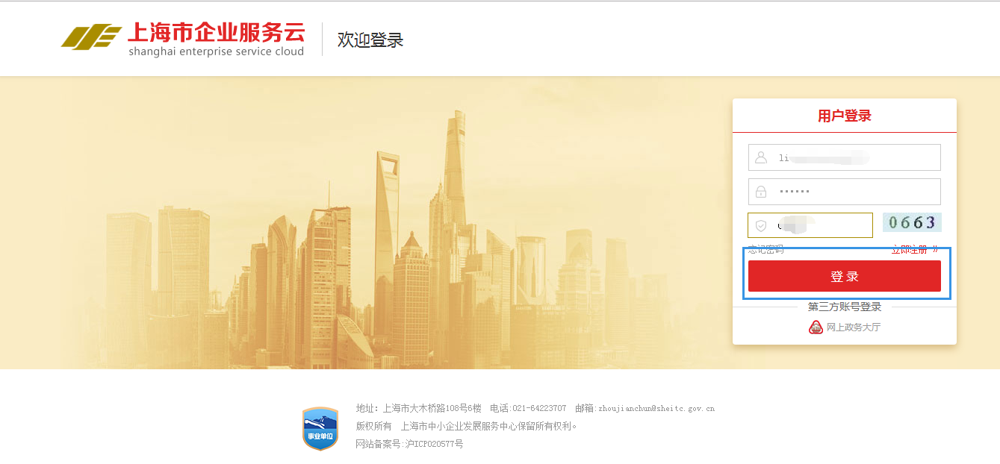 上海市企业服务云
shanghai enterprise service cloud
欢迎登录
用户登录
li
••••••
0663
忘记密码
立即注册 »
登 录
第三方账号登录
网上政务大厅
事业单位
地址: 上海市大木桥路108号6楼 电话:021-64223707 邮箱:zhoujianchun@sheitc.gov.cn
版权所有 上海市中小企业发展服务中心保留所有权利。
网站备案号:沪ICP020577号